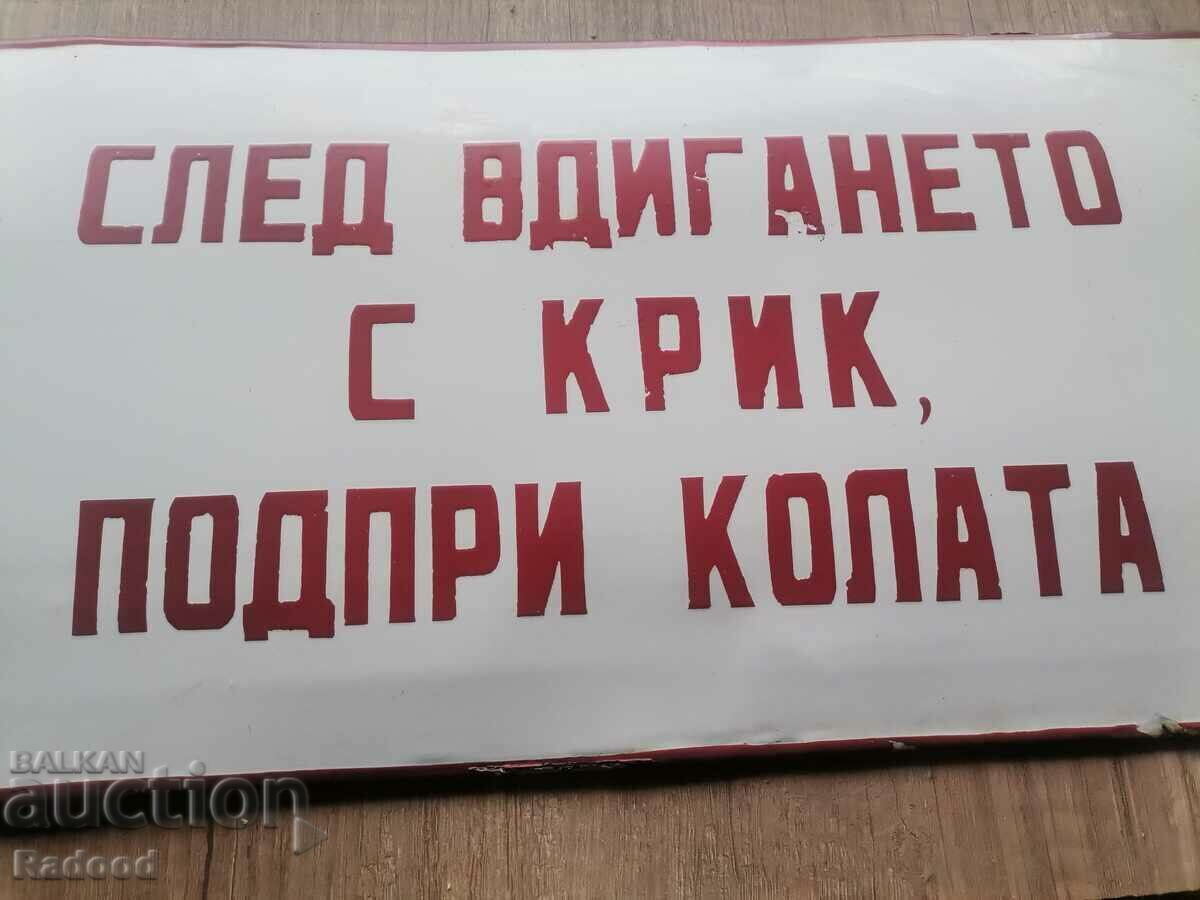 СЛЕД ВДИГАНЕТО
С КРИК,
ПОДПРИ КОЛАТА
BALKAN
auction
Radood